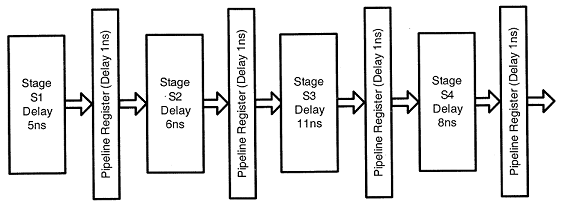 Stage
S1
Delay
5ns
Pipeline Register (Delay 1ns)
Stage
S2
Delay
6ns
Pipeline Register (Delay 1ns)
Stage
S3
Delay
11ns
Pipeline Register (Delay 1ns)
Stage
S4
Delay
8ns
Pipeline Register (Delay 1ns)